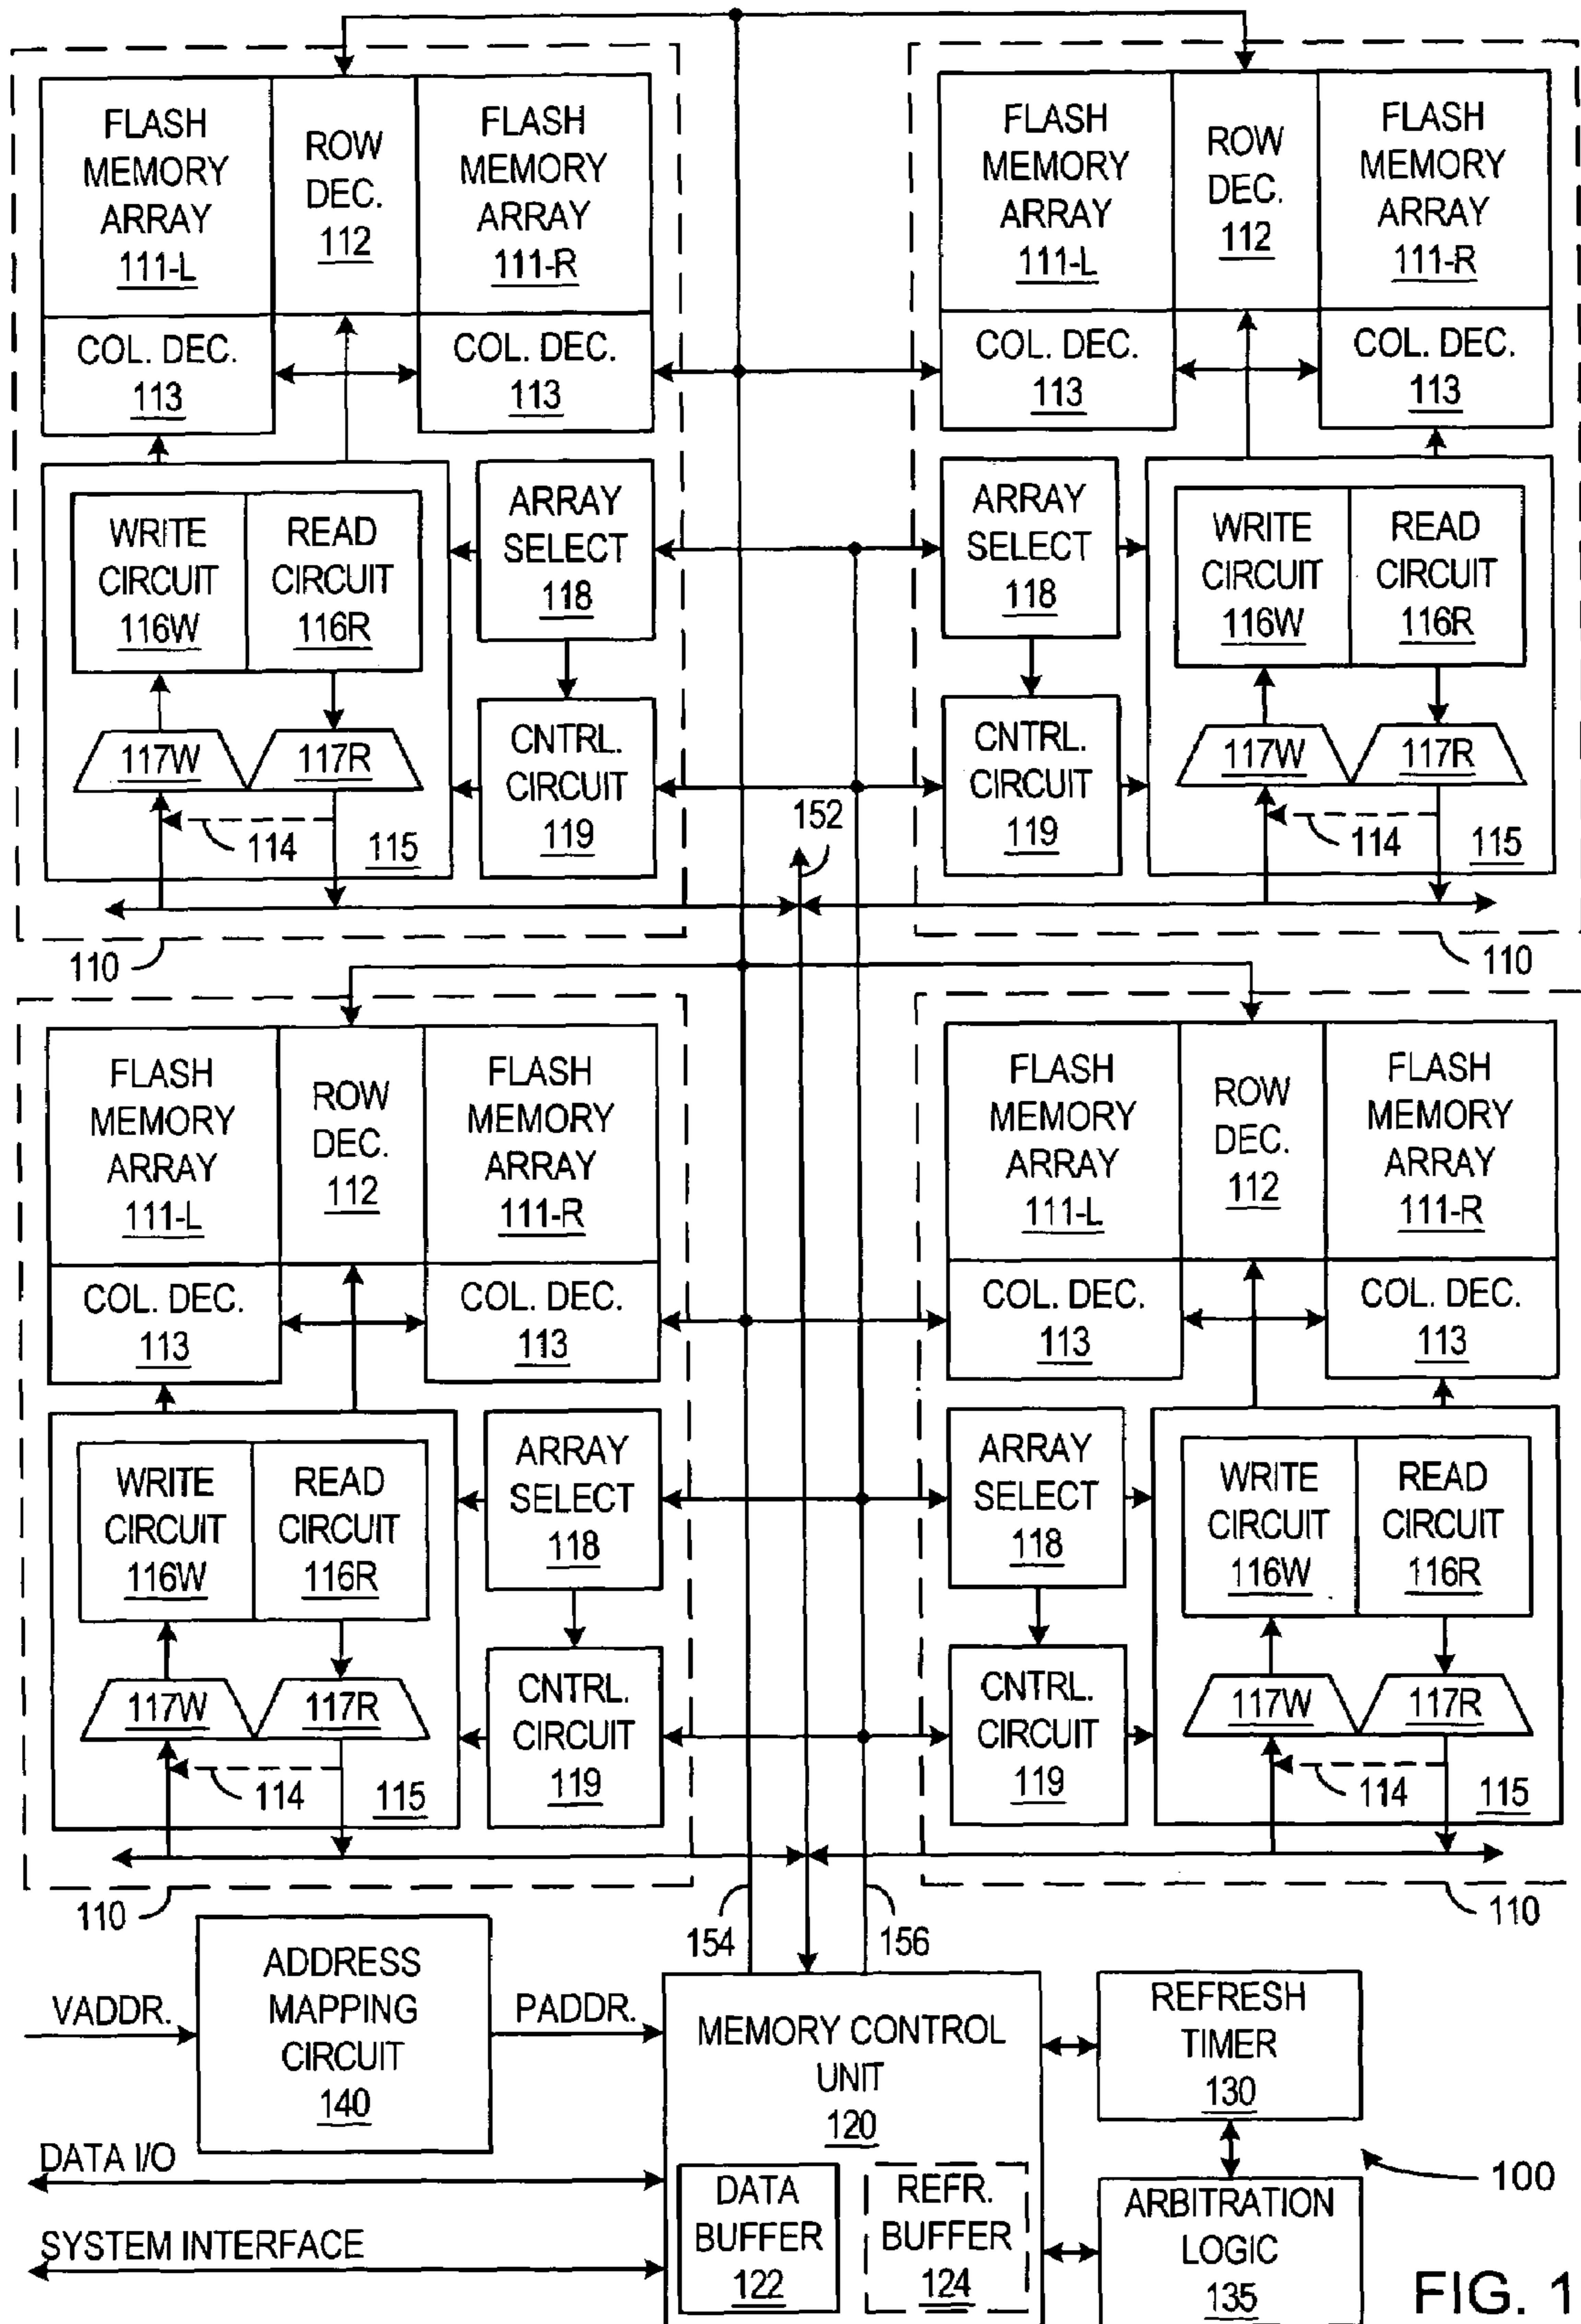 FLASH
MEMORY
ARRAY
111-L
ROW
DEC.
112
FLASH
MEMORY
ARRAY
111-R
COL. DEC.
113
COL. DEC.
113
WRITE
CIRCUIT
116W
READ
CIRCUIT
116R
ARRAY
SELECT
118
117W
117R
CNTRL.
CIRCUIT
119
114
115
110
FLASH
MEMORY
ARRAY
111-L
ROW
DEC.
112
FLASH
MEMORY
ARRAY
111-R
COL. DEC.
113
COL. DEC.
113
ARRAY
SELECT
118
WRITE
CIRCUIT
116W
READ
CIRCUIT
116R
CNTRL.
CIRCUIT
119
117W
117R
114
115
152
110
FLASH
MEMORY
ARRAY
111-L
ROW
DEC.
112
FLASH
MEMORY
ARRAY
111-R
COL. DEC.
113
COL. DEC.
113
WRITE
CIRCUIT
116W
READ
CIRCUIT
116R
ARRAY
SELECT
118
117W
117R
CNTRL.
CIRCUIT
119
114
115
110
FLASH
MEMORY
ARRAY
111-L
ROW
DEC.
112
FLASH
MEMORY
ARRAY
111-R
COL. DEC.
113
COL. DEC.
113
ARRAY
SELECT
118
WRITE
CIRCUIT
116W
READ
CIRCUIT
116R
CNTRL.
CIRCUIT
119
117W
117R
114
115
110
154
156
VADDR.
ADDRESS
MAPPING
CIRCUIT
140
PADDR.
MEMORY CONTROL
UNIT
120
REFRESH
TIMER
130
DATA I/O
SYSTEM INTERFACE
DATA
BUFFER
122
REFR.
BUFFER
124
ARBITRATION
LOGIC
135
100
FIG. 1